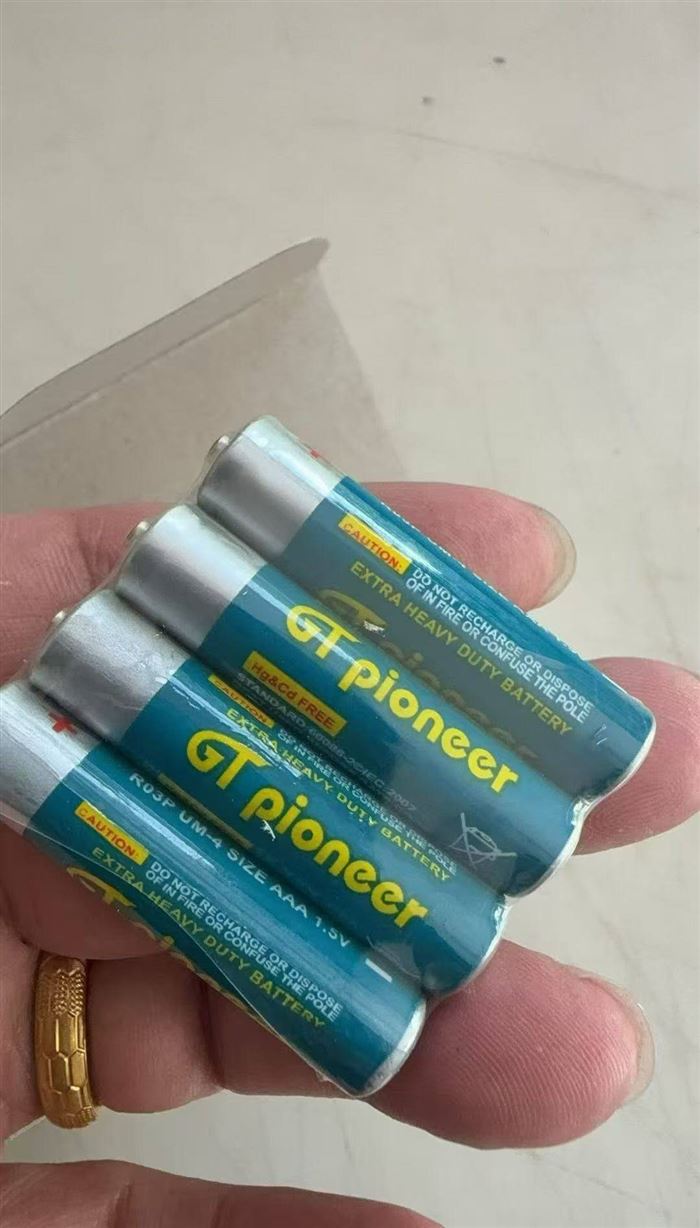 CAUTION:
DO NOT RECHARGE OR DISPOSE
OF IN FIRE OR CONFUSE THE POLE
EXTRA HEAVY DUTY BATTERY
GT pioneer
Hg&Cd FREE
STANDARD
CAUTION:
EXTRA HEAVY DUTY BATTERY
GT pioneer
+
R03P UM-4 SIZE AAA 1.5V
CAUTION:
DO NOT RECHARGE OR DISPOSE
OF IN FIRE OR CONFUSE THE POLE
EXTRA HEAVY DUTY BATTERY
GT pioneer